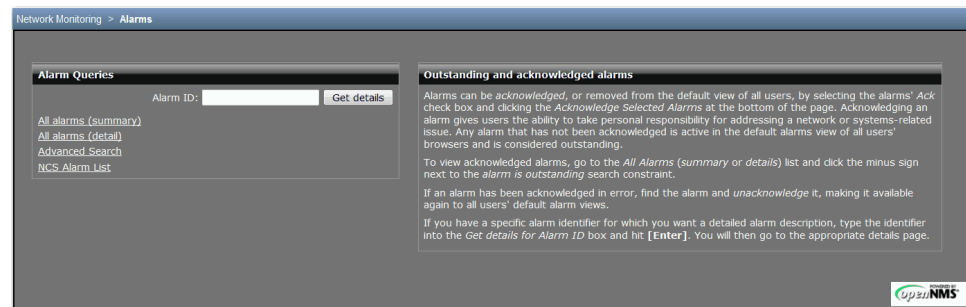 Network Monitoring > Alarms
Alarm Queries
Alarm ID: Get details
All alarms (summary)
All alarms (detail)
Advanced Search
NCS Alarm List
Outstanding and acknowledged alarms
Alarms can be acknowledged, or removed from the default view of all users, by selecting the alarms' Ack
check box and clicking the Acknowledge Selected Alarms at the bottom of the page. Acknowledging an
alarm gives users the ability to take personal responsibility for addressing a network or systems-related
issue. Any alarm that has not been acknowledged is active in the default alarms view of all users'
browsers and is considered outstanding.
To view acknowledged alarms, go to the All Alarms (summary or details) list and click the minus sign
next to the alarm is outstanding search constraint.
If an alarm has been acknowledged in error, find the alarm and unacknowledge it, making it available
again to all users' default alarm views.
If you have a specific alarm identifier for which you want a detailed alarm description, type the identifier
into the Get details for Alarm ID box and hit [Enter]. You will then go to the appropriate details page.
POWERED BY
openNMS